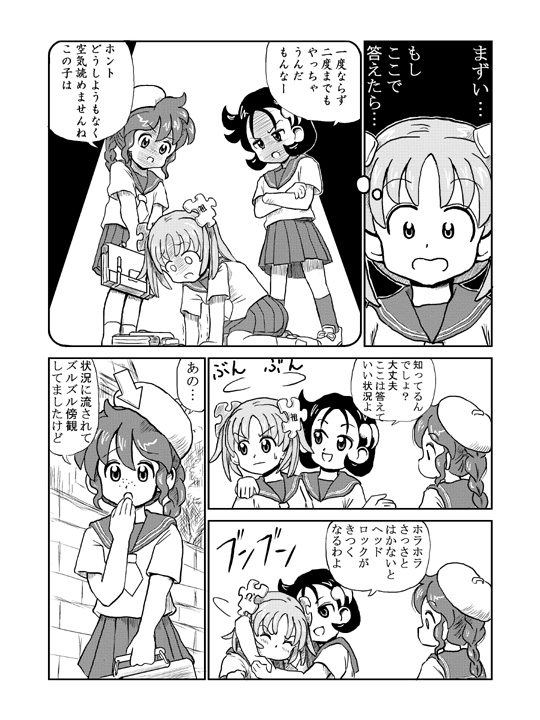 まずい…
もし
ここで
答えたら…
一度ならず
二度までも
やっちゃ
うんだ
もんなー
ホント
どうしようもなく
空気読めませんね
この子は
知ってるん
でしょ?
大丈夫
ここは答えて
いい状況よ
ぶん ぶん
ホラホラ
さっさと
はかないと
ヘッド
ロックが
きつく
なるわよ
ブンブーン
あの…
状況に流されて
ズルズル傍観
してましたけど